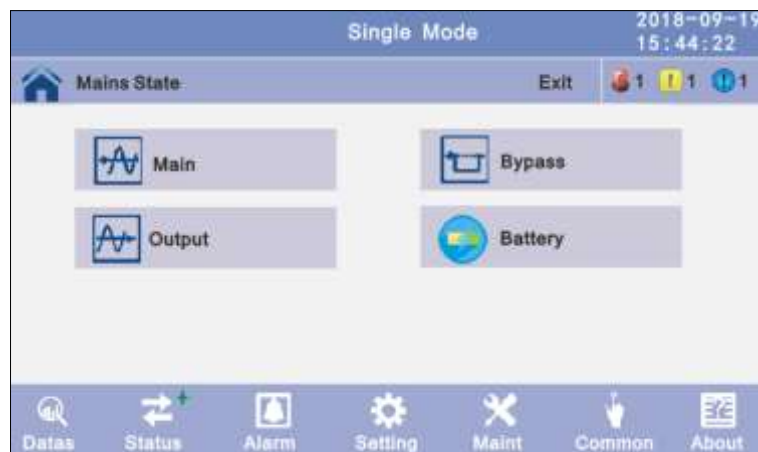 Single Mode
2018-09-19
15:44:22
Mains State
Exit
1
1
1
Main
Bypass
Output
Battery
Datas
Status
Alarm
Setting
Maint
Common
About